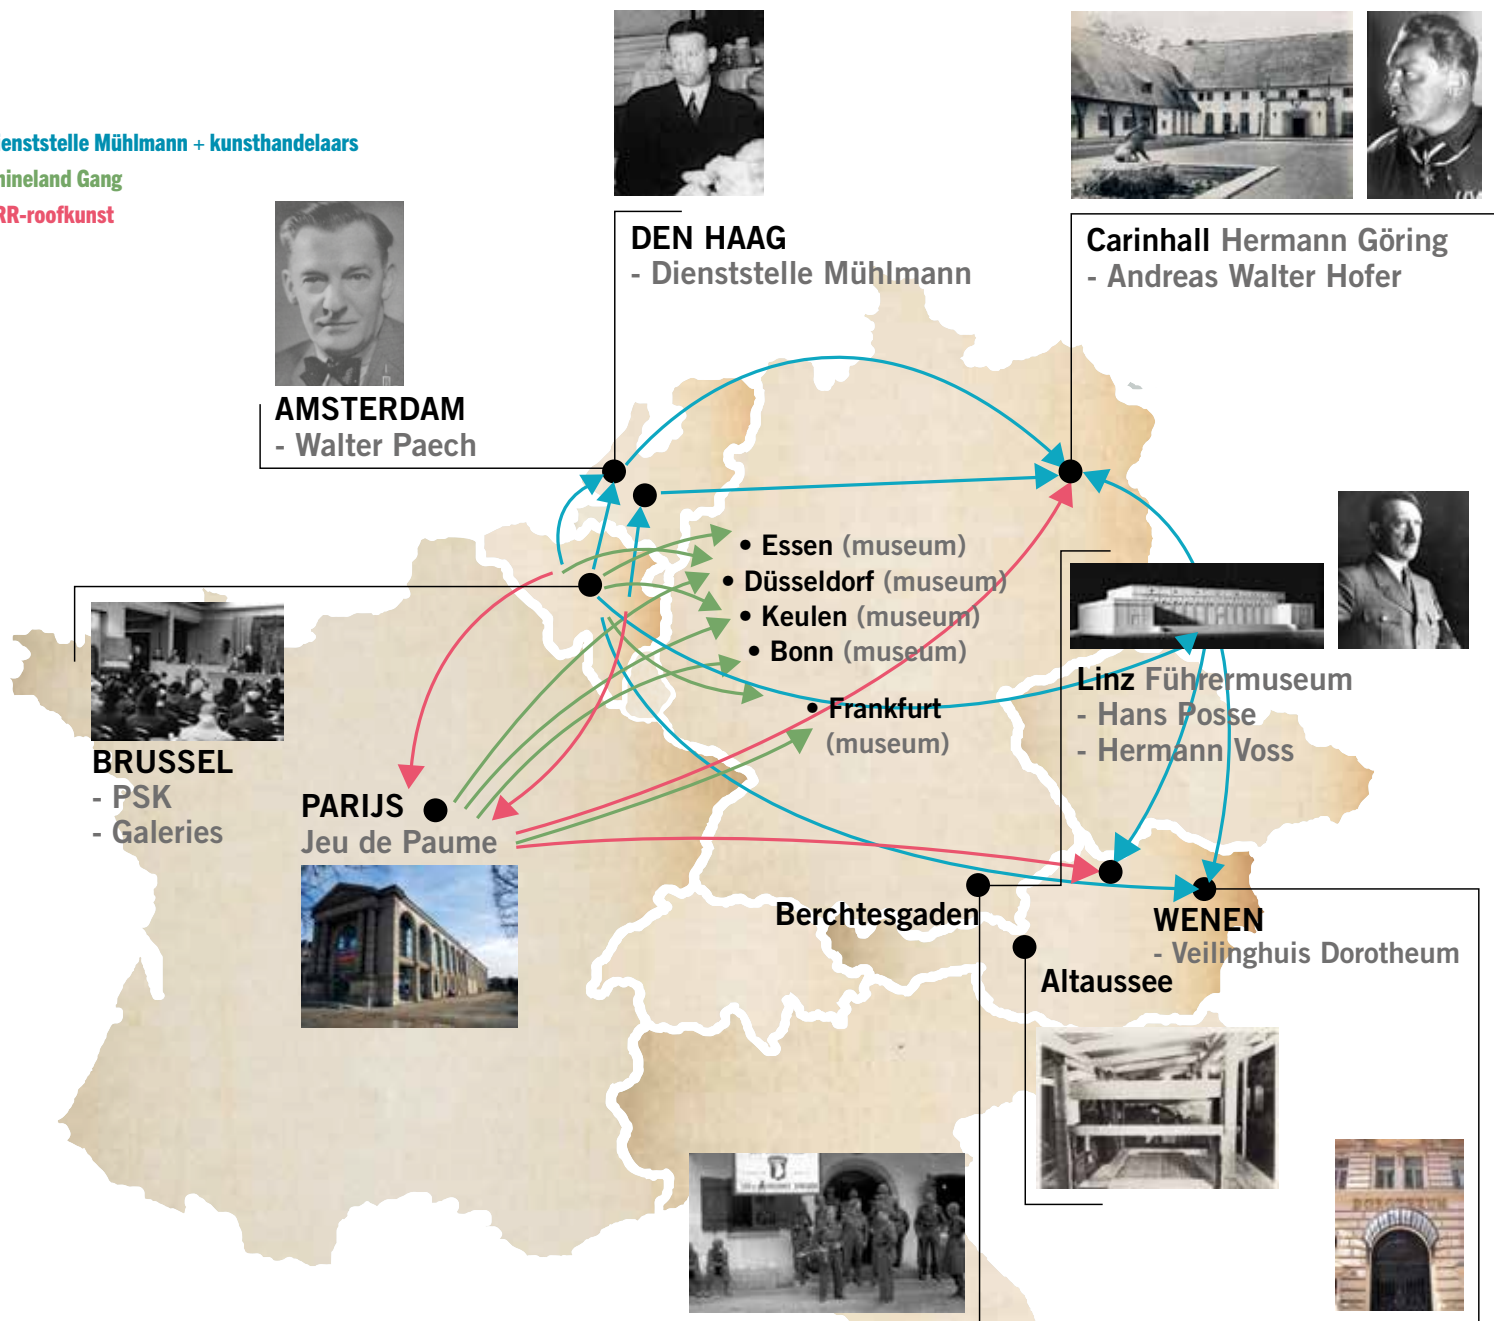 enststelle Mühlmann + kunsthandelaars
hineland Gang
RR-roofkunst
DEN HAAG
- Dienststelle Mühlmann
Carinhall Hermann Göring
- Andreas Walter Hofer
AMSTERDAM
- Walter Paech
• Essen (museum)
• Düsseldorf (museum)
• Keulen (museum)
• Bonn (museum)
• Frankfurt
(museum)
Linz Führermuseum
- Hans Posse
- Hermann Voss
BRUSSEL
- PSK
- Galeries
PARIJS
Jeu de Paume
Berchtesgaden
WENEN
- Veilinghuis Dorotheum
Altaussee
DOROTHEUM